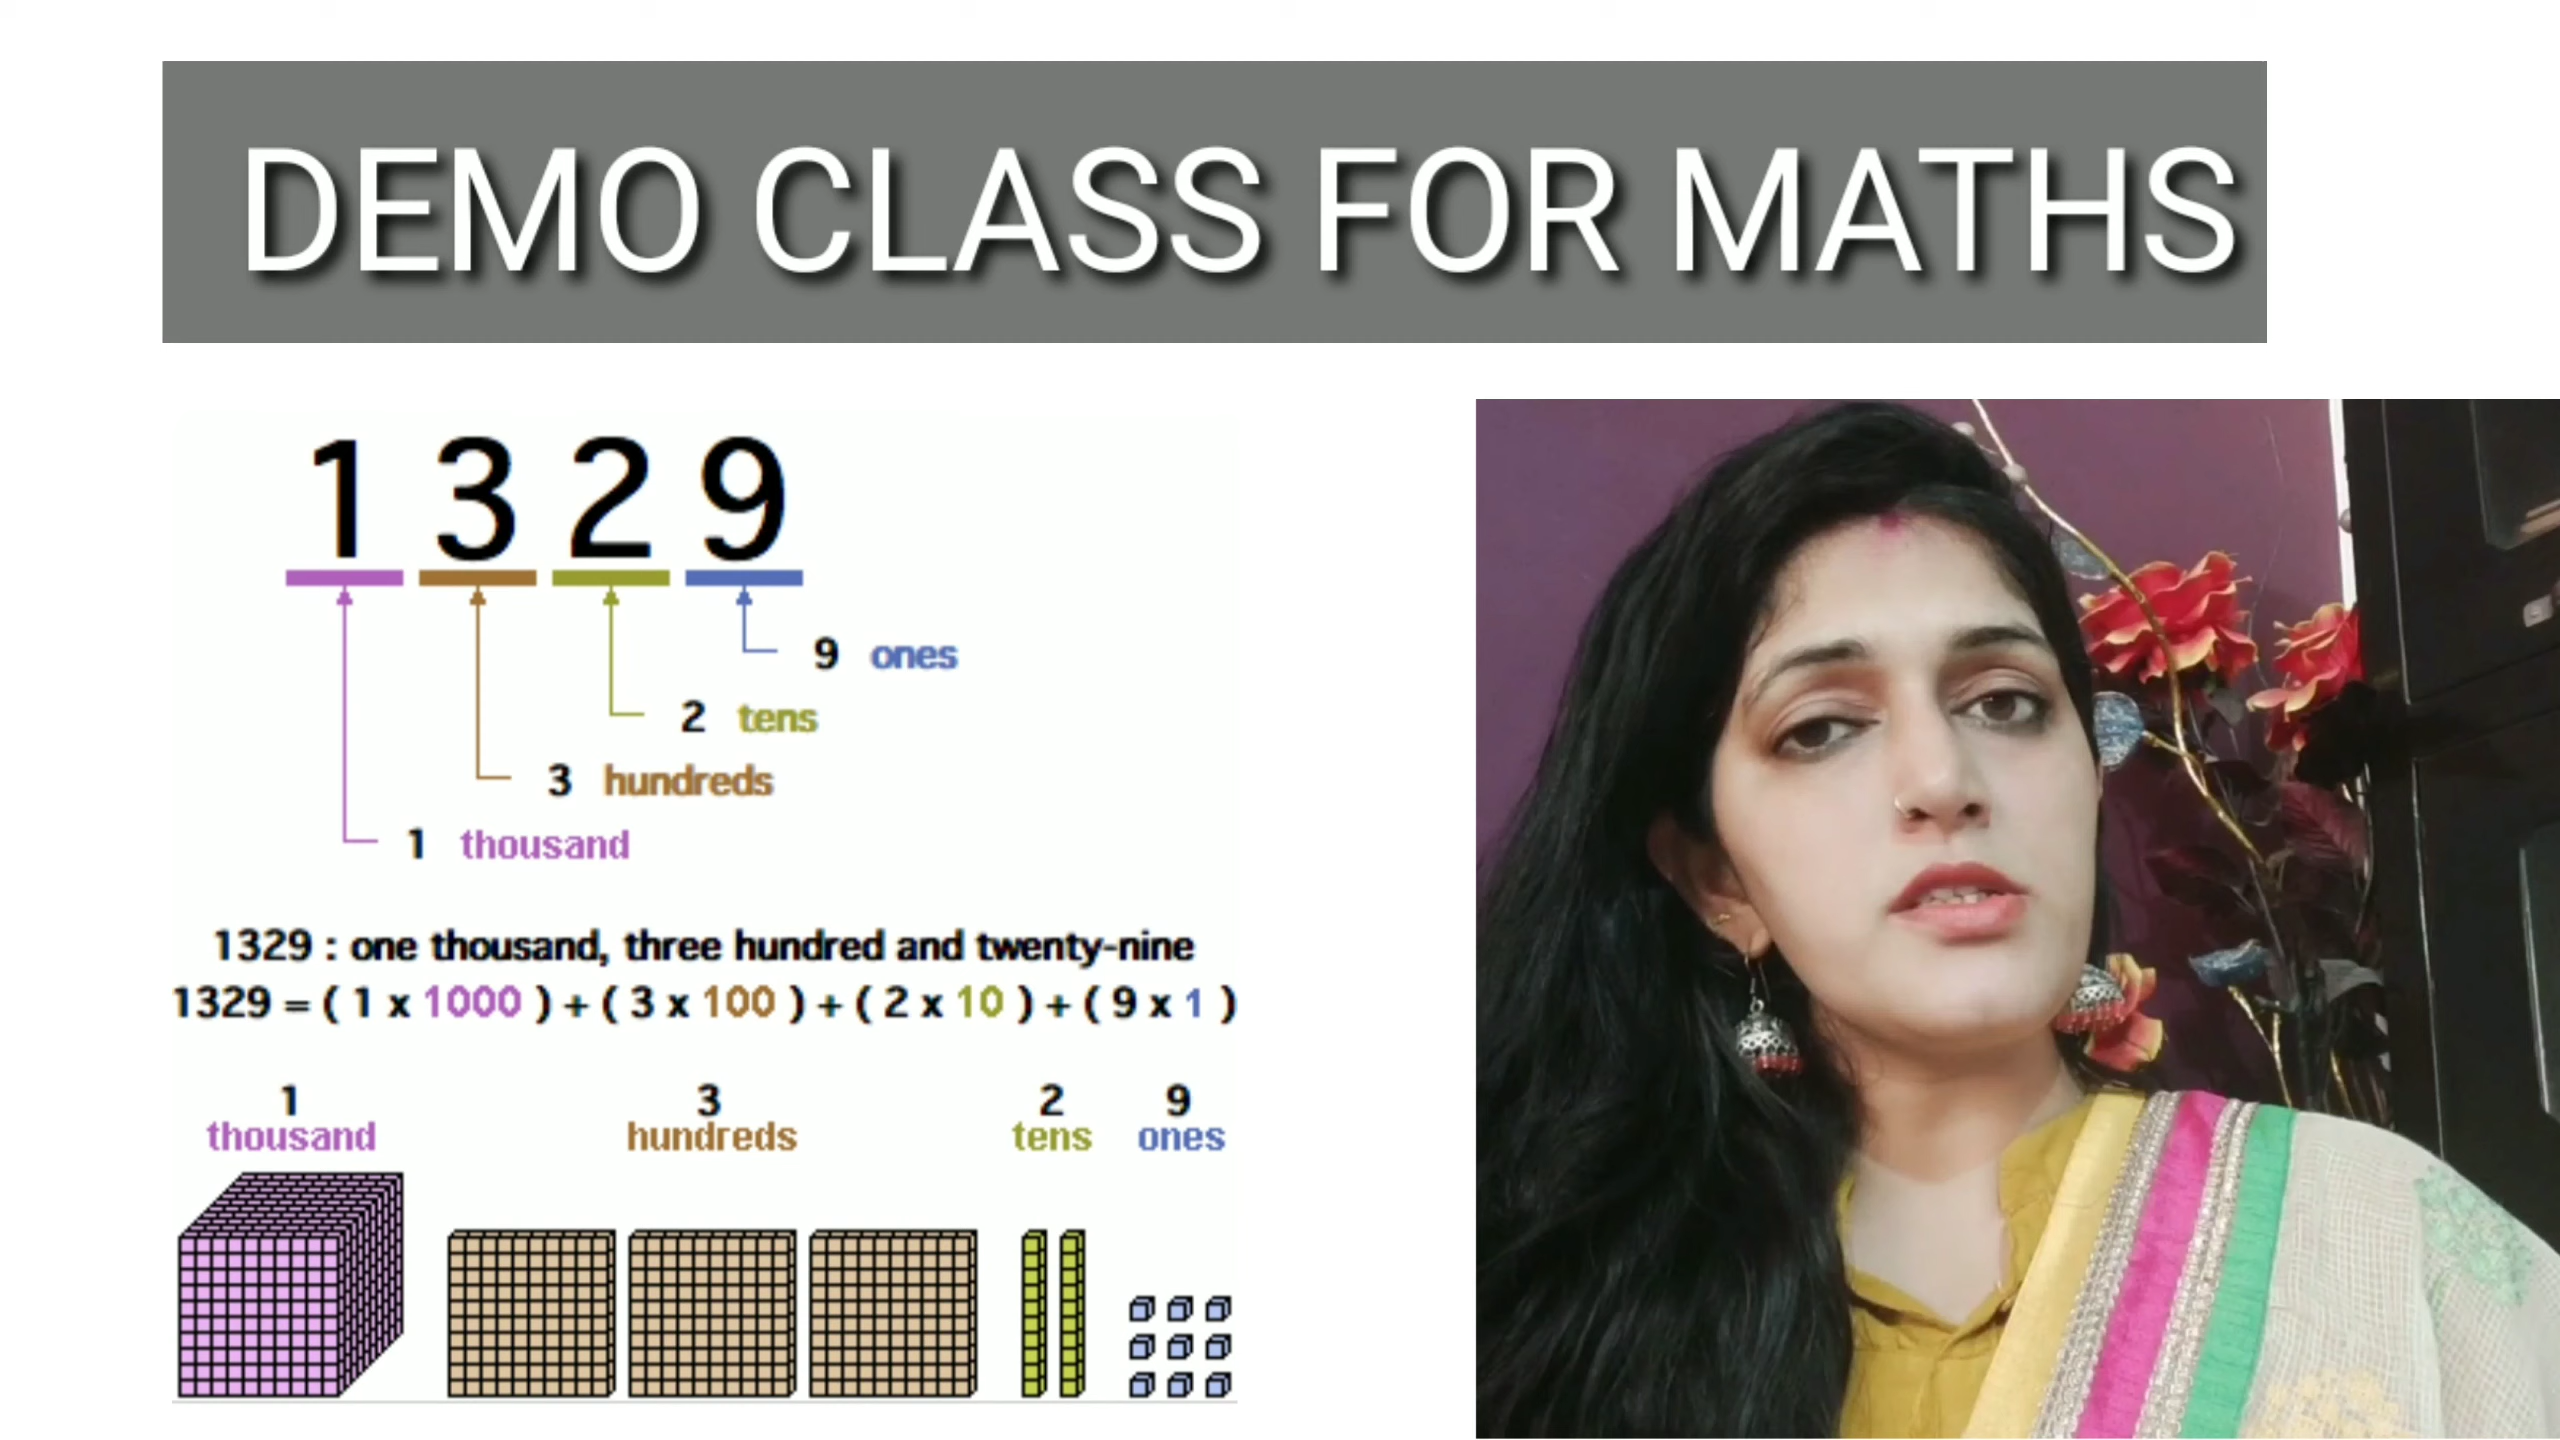 DEMO CLASS FOR MATHS
1 3 2 9
9 ones
2 tens
3 hundreds
1 thousand
1329 : one thousand, three hundred and twenty-nine
1329 = ( 1 x 1000 ) + ( 3 x 100 ) + ( 2 x 10 ) + ( 9 x 1 )
1 3 2 9
thousand hundreds tens ones